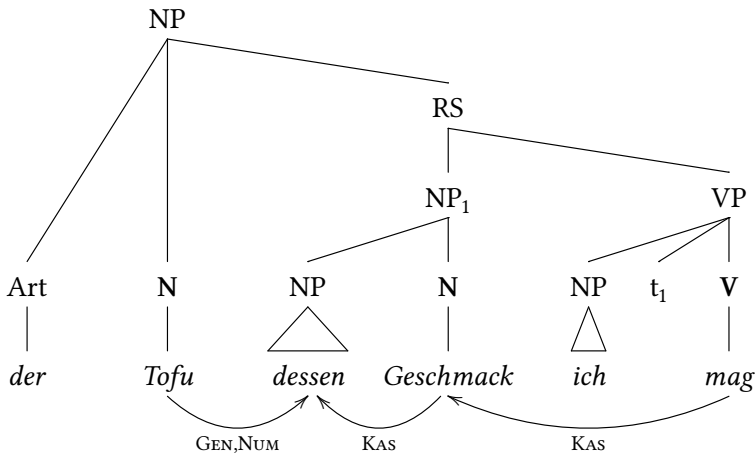 NP
RS
NP₁ VP
Art N NP N NP t₁ V
der Tofu dessen Geschmack ich mag
Gen,Num Kas Kas